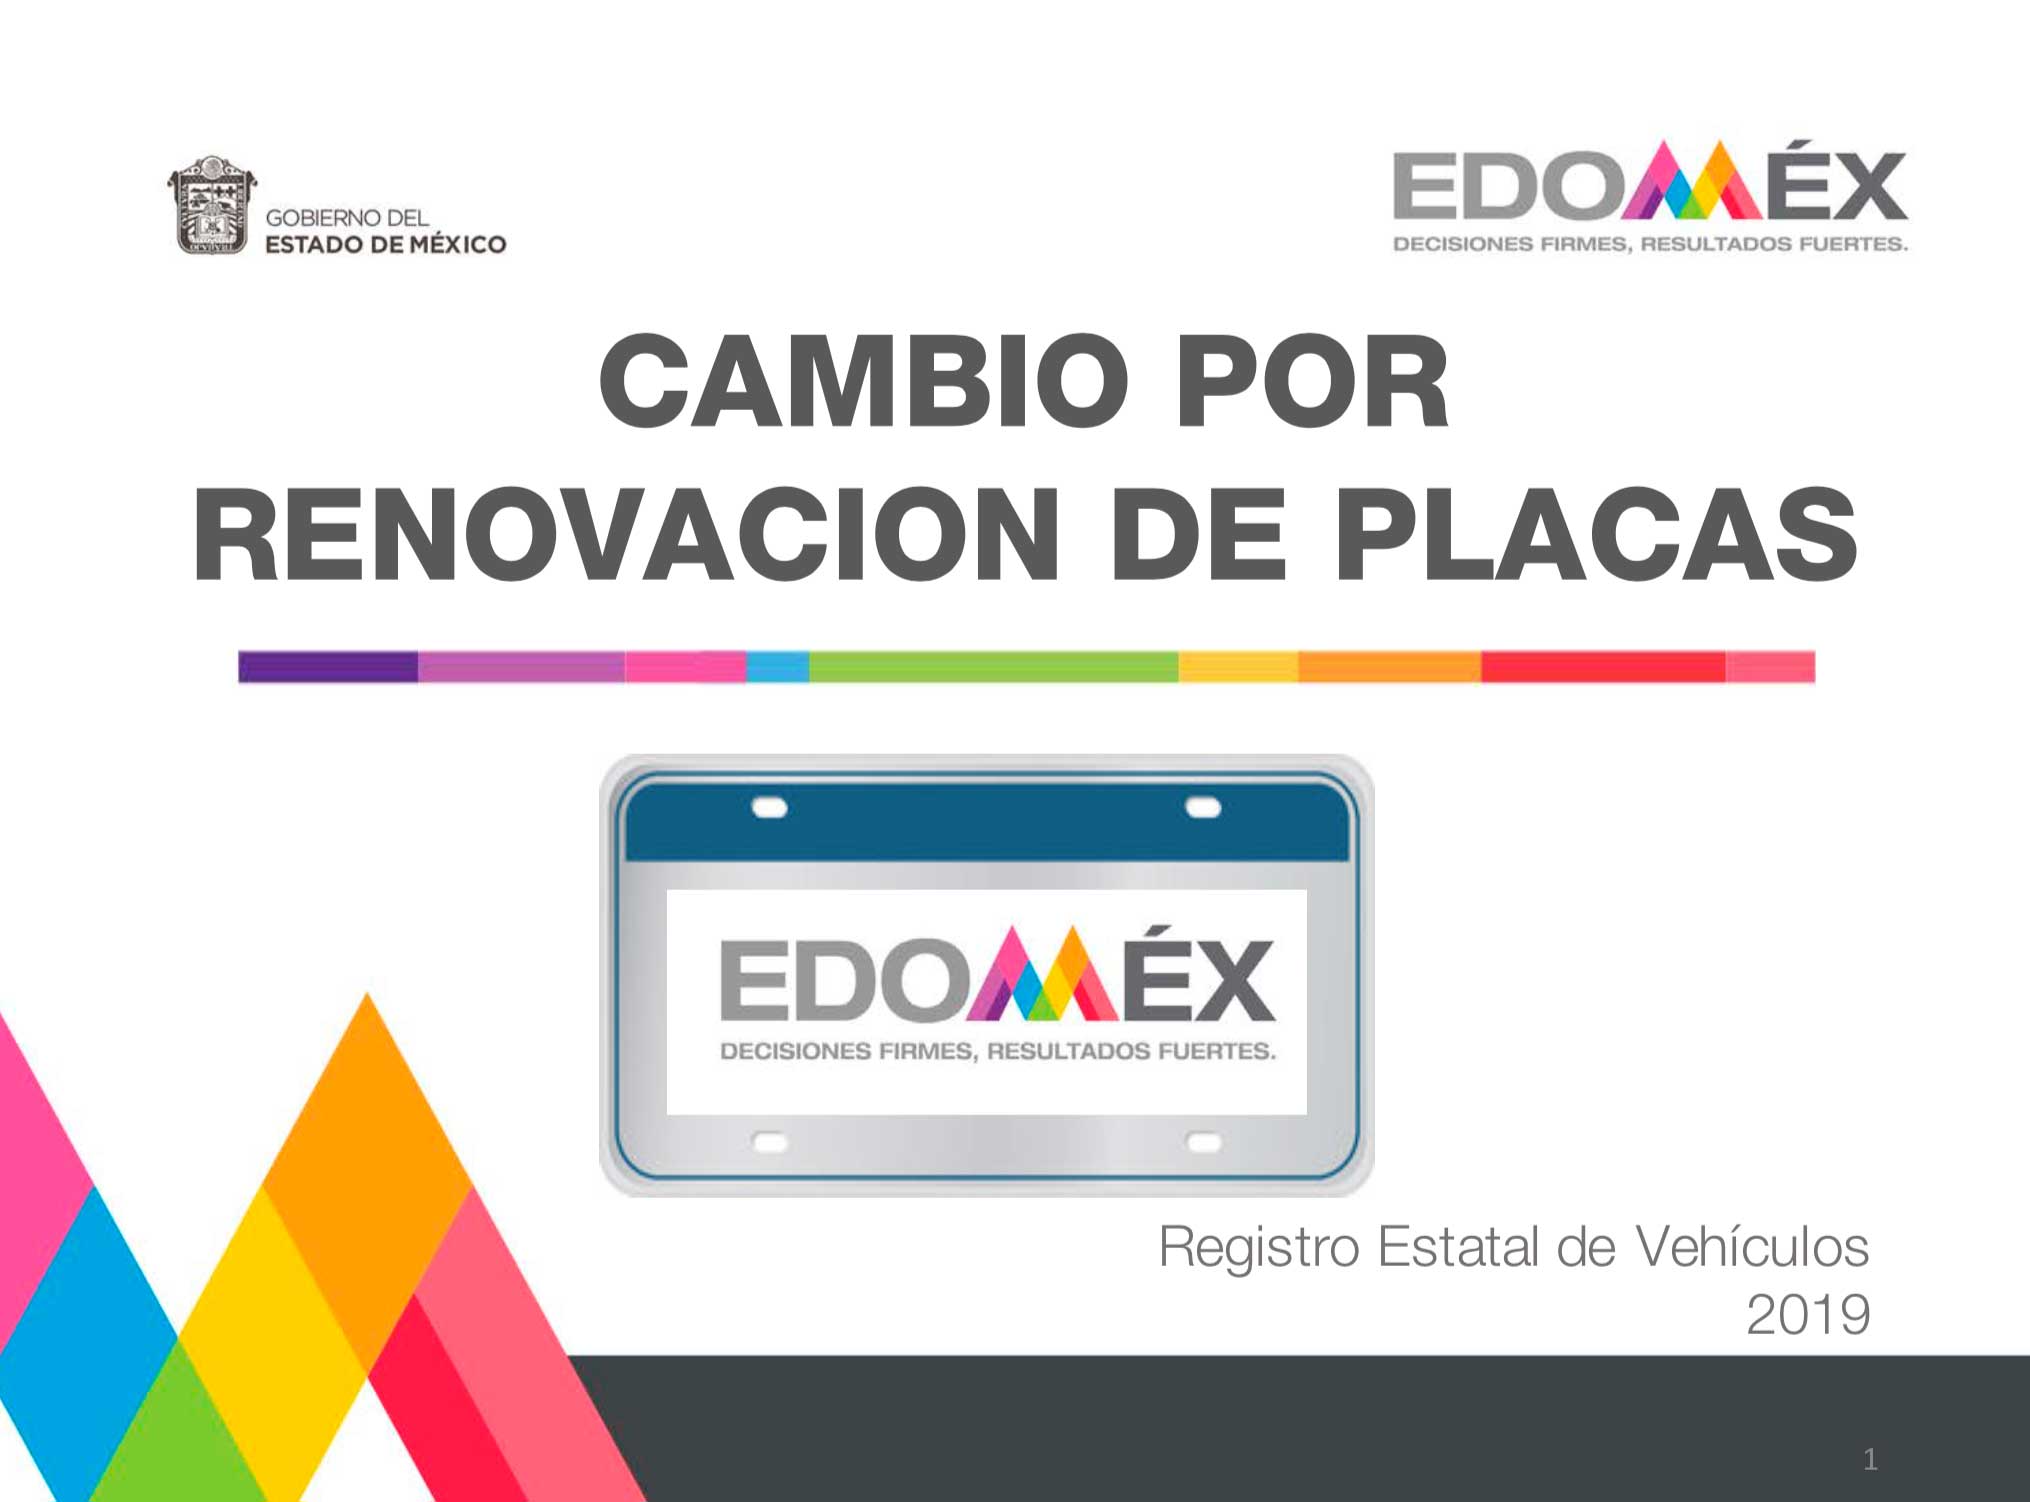 GOBIERNO DEL
ESTADO DE MÉXICO
EDOMÉX
DECISIONES FIRMES, RESULTADOS FUERTES.
CAMBIO POR
RENOVACION DE PLACAS
EDOMÉX
DECISIONES FIRMES, RESULTADOS FUERTES.
Registro Estatal de Vehículos
2019
1